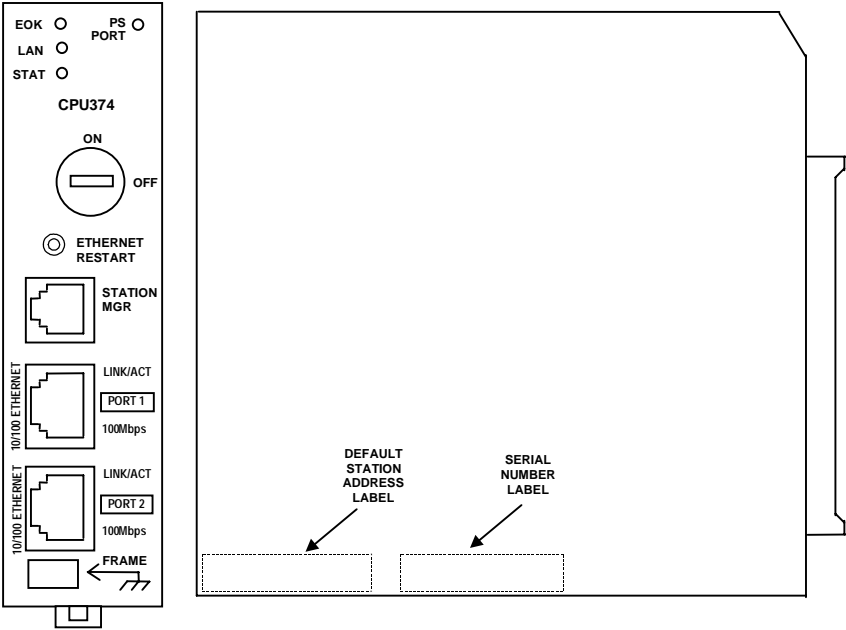 EOK
PS
PORT
LAN
STAT
CPU374
ON
OFF
ETHERNET
RESTART
STATION
MGR
10/100 ETHERNET
LINK/ACT
PORT 1
100Mbps
10/100 ETHERNET
LINK/ACT
PORT 2
100Mbps
FRAME
DEFAULT
STATION
ADDRESS
LABEL
SERIAL
NUMBER
LABEL